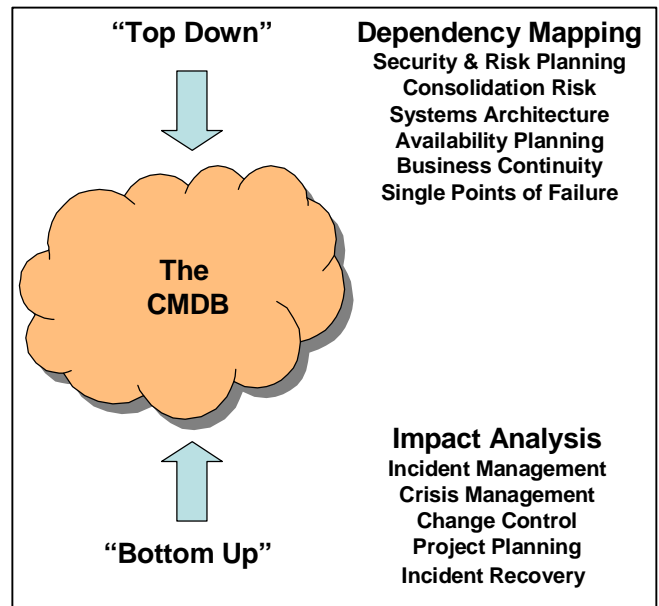 “Top Down”
Dependency Mapping
Security & Risk Planning
Consolidation Risk
Systems Architecture
Availability Planning
Business Continuity
Single Points of Failure
The
CMDB
Impact Analysis
Incident Management
Crisis Management
Change Control
Project Planning
Incident Recovery
“Bottom Up”